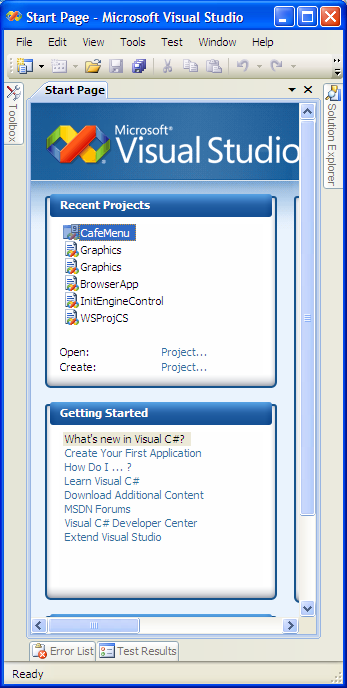 Start Page - Microsoft Visual Studio
File Edit View Tools Test Window Help
Toolbox
Start Page
Solution Explorer
Microsoft®
Visual Studio
Recent Projects
CafeMenu
Graphics
Graphics
BrowserApp
InitEngineControl
WSProjCS
Open: Project...
Create: Project...
Getting Started
What's new in Visual C#?
Create Your First Application
How Do I ... ?
Learn Visual C#
Download Additional Content
MSDN Forums
Visual C# Developer Center
Extend Visual Studio
Error List Test Results
Ready